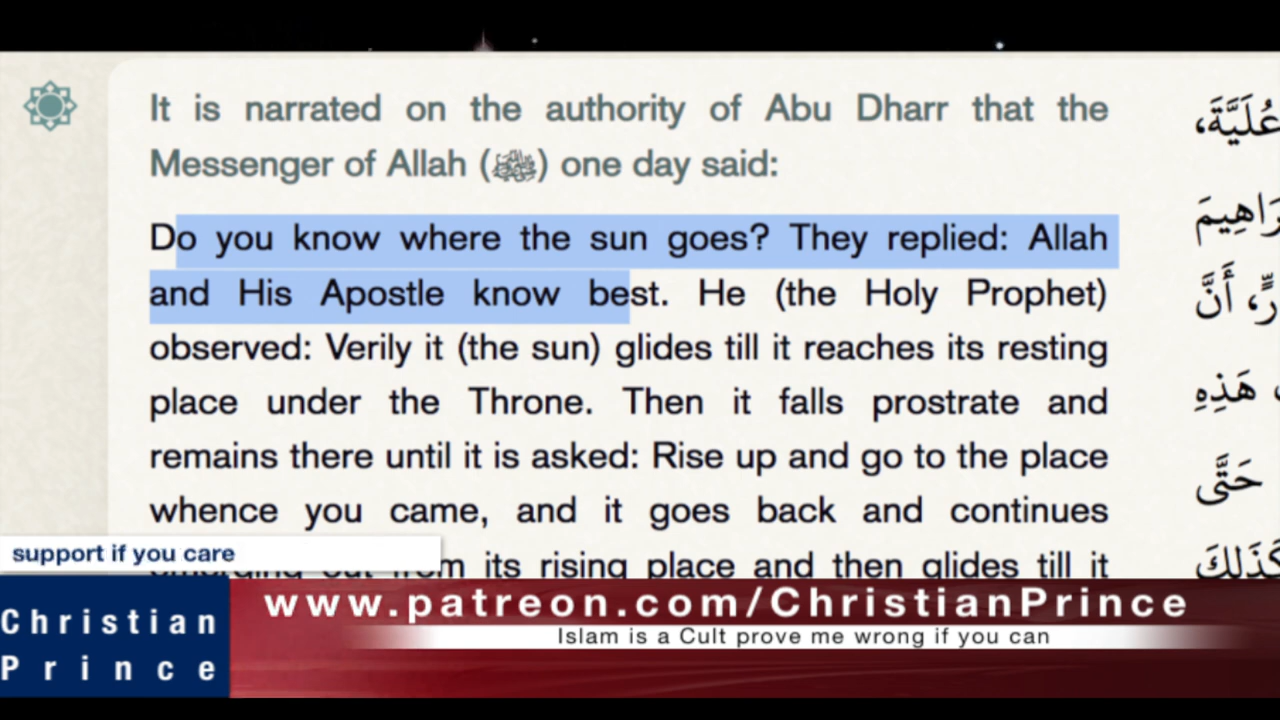 It is narrated on the authority of Abu Dharr that the
Messenger of Allah (ﷺ) one day said:
Do you know where the sun goes? They replied: Allah
and His Apostle know best. He (the Holy Prophet)
observed: Verily it (the sun) glides till it reaches its resting
place under the Throne. Then it falls prostrate and
remains there until it is asked: Rise up and go to the place
whence you came, and it goes back and continues
emerging out from its rising place and then glides till it
عُلَيَّةَ،
رٍّ، أَنَّ
هَذِهِ
حَتَّى
support if you care
Christian
Prince
www.patreon.com/ChristianPrince
Islam is a Cult prove me wrong if you can